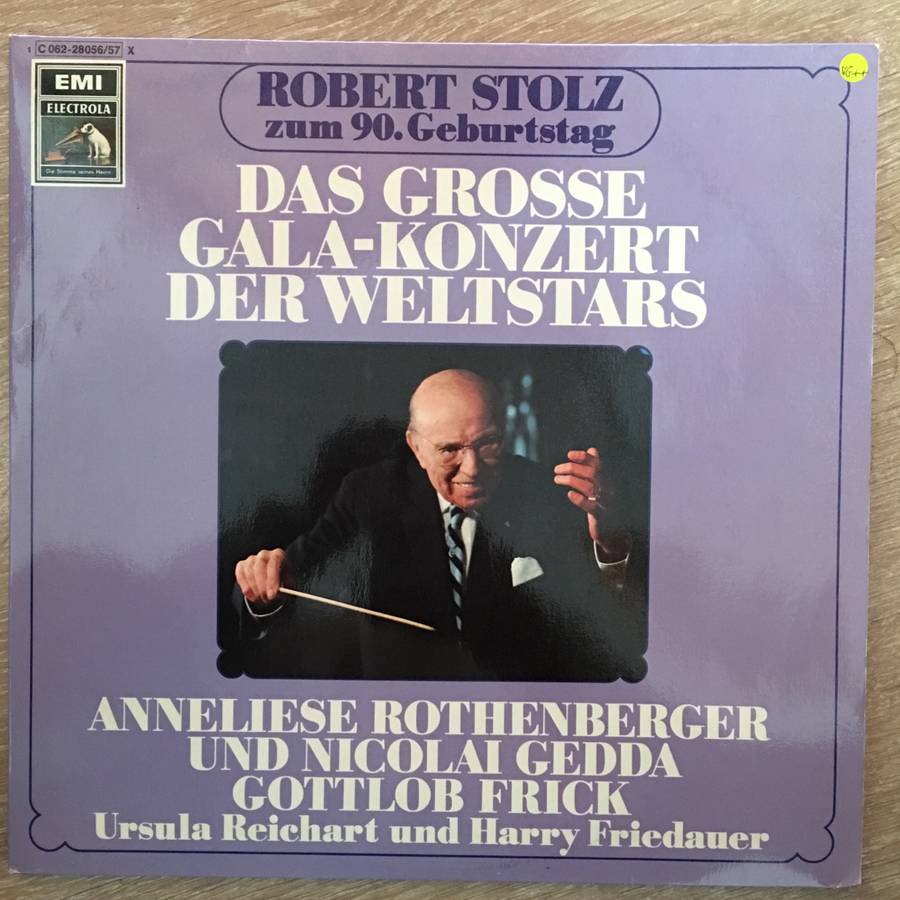 1 C 062-28056/57 X
EMI
ELECTROLA
Die Stimme seines Herrn
VG++
ROBERT STOLZ
zum 90. Geburtstag
DAS GROSSE
GALA-KONZERT
DER WELTSTARS
ANNELIESE ROTHENBERGER
UND NICOLAI GEDDA
GOTTLOB FRICK
Ursula Reichart und Harry Friedauer